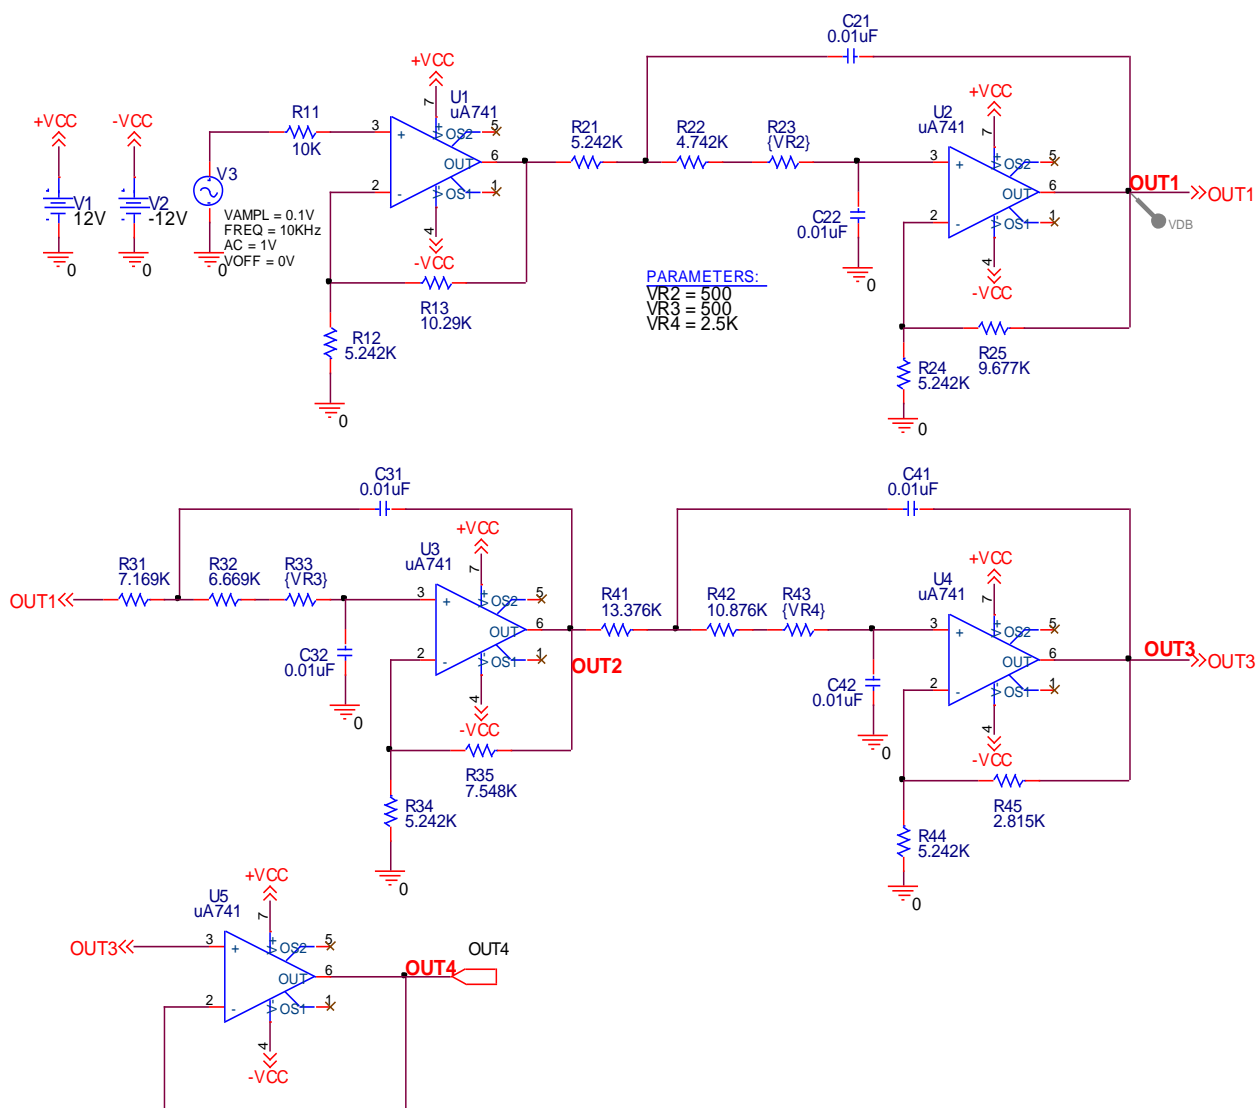 C21
0.01uF
+VCC
U1
uA741
7
V+
5
OS2
3
+
6
OUT
2
-
1
OS1
V-
4
-VCC
R11
10K
+VCC
-VCC
V1
12V
0
V2
-12V
0
V3
VAMPL = 0.1V
FREQ = 10KHz
AC = 1V
VOFF = 0V
0
R13
10.29K
R12
5.242K
0
R21
5.242K
R22
4.742K
R23
{VR2}
C22
0.01uF
0
PARAMETERS:
VR2 = 500
VR3 = 500
VR4 = 2.5K
+VCC
U2
uA741
7
V+
5
OS2
3
+
6
OUT
2
-
1
OS1
V-
4
-VCC
OUT1
OUT1
VDB
R25
9.677K
R24
5.242K
0
C31
0.01uF
OUT1
R31
7.169K
R32
6.669K
R33
{VR3}
C32
0.01uF
0
+VCC
U3
uA741
7
V+
5
OS2
3
+
6
OUT
2
-
1
OS1
V-
4
-VCC
OUT2
R35
7.548K
R34
5.242K
0
C41
0.01uF
R41
13.376K
R42
10.876K
R43
{VR4}
C42
0.01uF
0
+VCC
U4
uA741
7
V+
5
OS2
3
+
6
OUT
2
-
1
OS1
V-
4
-VCC
OUT3
OUT3
R45
2.815K
R44
5.242K
0
+VCC
U5
uA741
7
V+
5
OS2
OUT3
3
+
6
OUT
2
-
1
OS1
V-
4
-VCC
OUT4
OUT4